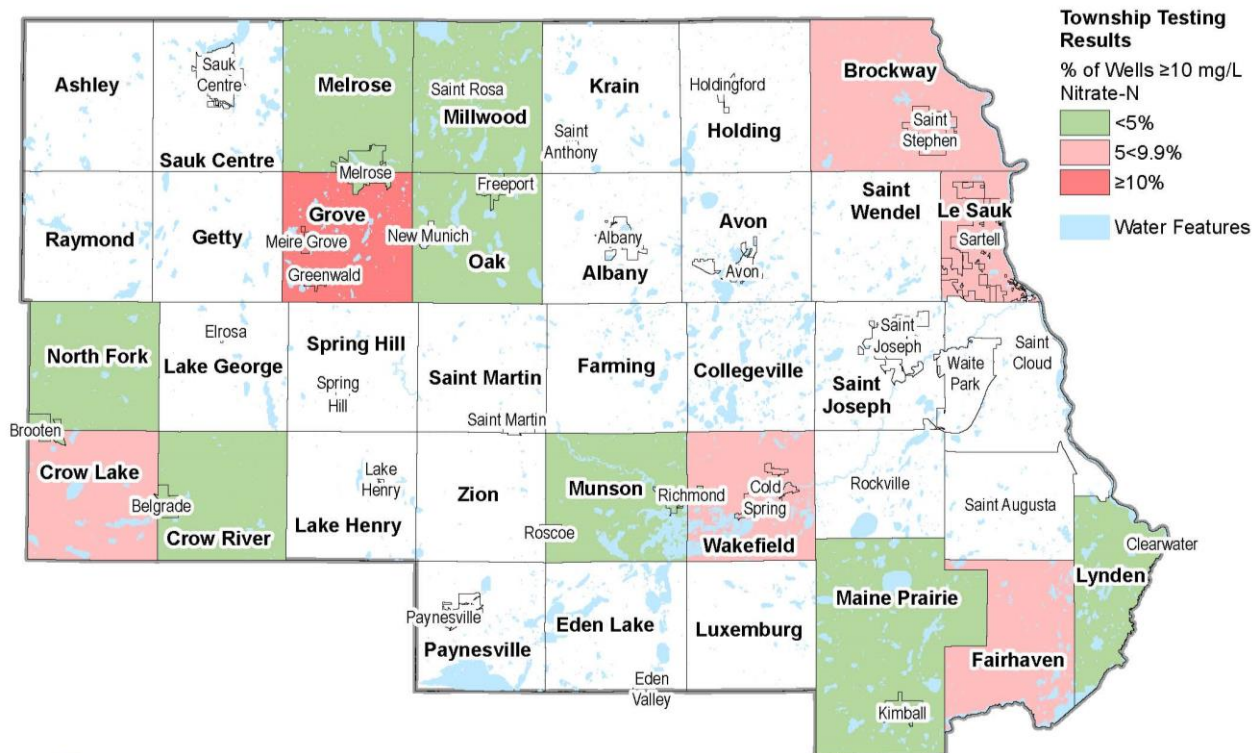 Township Testing
Results
% of Wells ≥10 mg/L
Nitrate-N
<5%
5<9.9%
≥10%
Water Features
Ashley
Sauk
Centre
Sauk Centre
Melrose
Melrose
Saint Rosa
Millwood
Krain
Saint
Anthony
Holdingford
Holding
Brockway
Saint
Stephen
Raymond
Getty
Grove
Meire Grove
Greenwald
Freeport
New Munich
Oak
Albany
Albany
Avon
Avon
Saint
Wendel
Le Sauk
Sartell
North Fork
Brooten
Elrosa
Lake George
Spring Hill
Spring
Hill
Saint Martin
Saint Martin
Farming
Collegeville
Saint
Joseph
Saint
Joseph
Waite
Park
Saint
Cloud
Crow Lake
Belgrade
Crow River
Lake
Henry
Lake Henry
Zion
Roscoe
Munson
Richmond
Cold
Spring
Wakefield
Rockville
Saint Augusta
Clearwater
Lynden
Paynesville
Paynesville
Eden Lake
Eden
Valley
Luxemburg
Maine Prairie
Kimball
Fairhaven